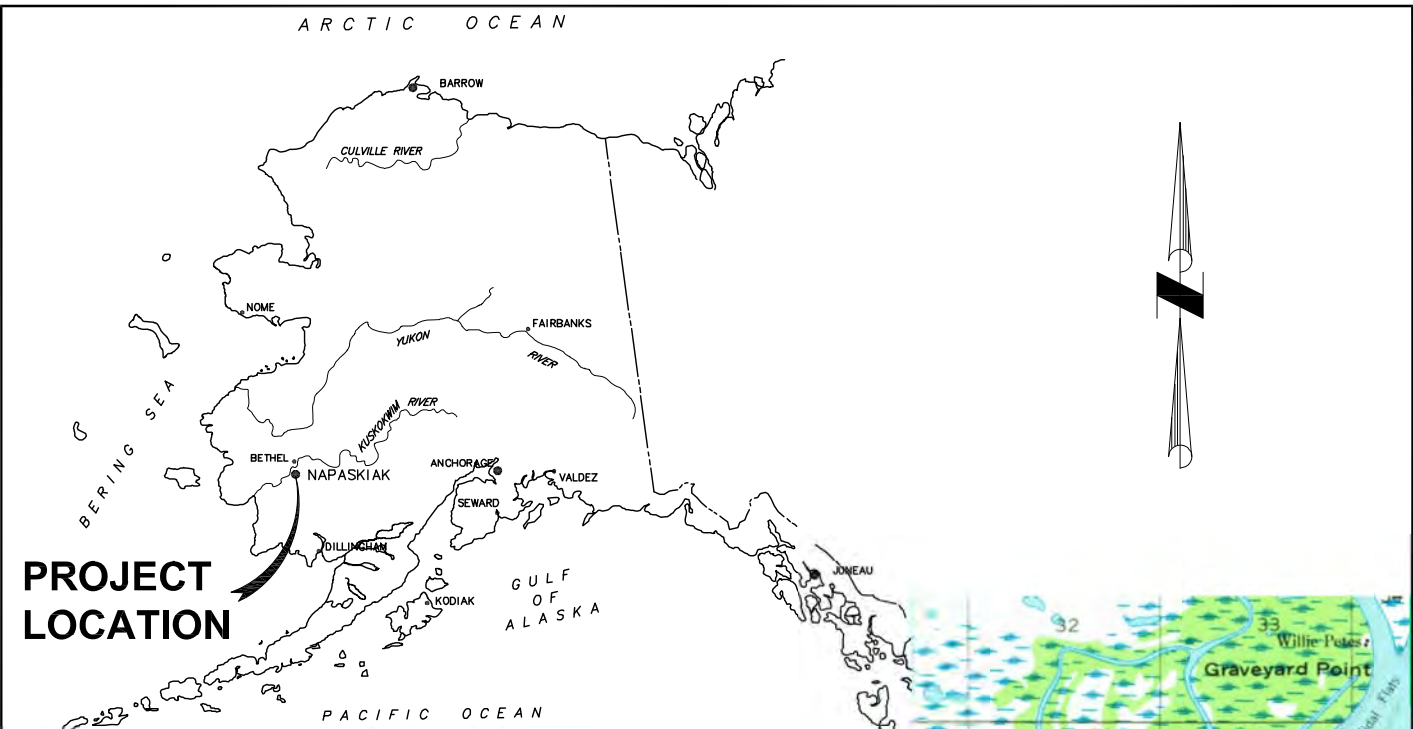 ARCTIC OCEAN
BARROW
CULVILLE RIVER
NOME
FAIRBANKS
YUKON
RIVER
BERING SEA
KUSKOKWIM RIVER
BETHEL
NAPASKIAK
ANCHORAGE
VALDEZ
SEWARD
DILLINGHAM
PROJECT
LOCATION
KODIAK
GULF
OF
ALASKA
JUNEAU
PACIFIC OCEAN
32
33
Willie Petes
Graveyard Point
Flats